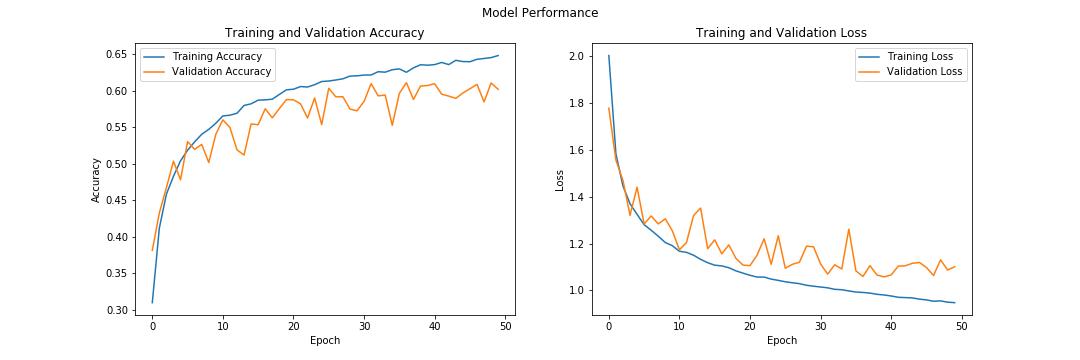 Model Performance
Training and Validation Accuracy
Training Accuracy
Validation Accuracy
0.65
0.60
0.55
0.50
0.45
0.40
0.35
0.30
Accuracy
0
10
20
30
40
50
Epoch
Training and Validation Loss
Training Loss
Validation Loss
2.0
1.8
1.6
1.4
1.2
1.0
Loss
0
10
20
30
40
50
Epoch